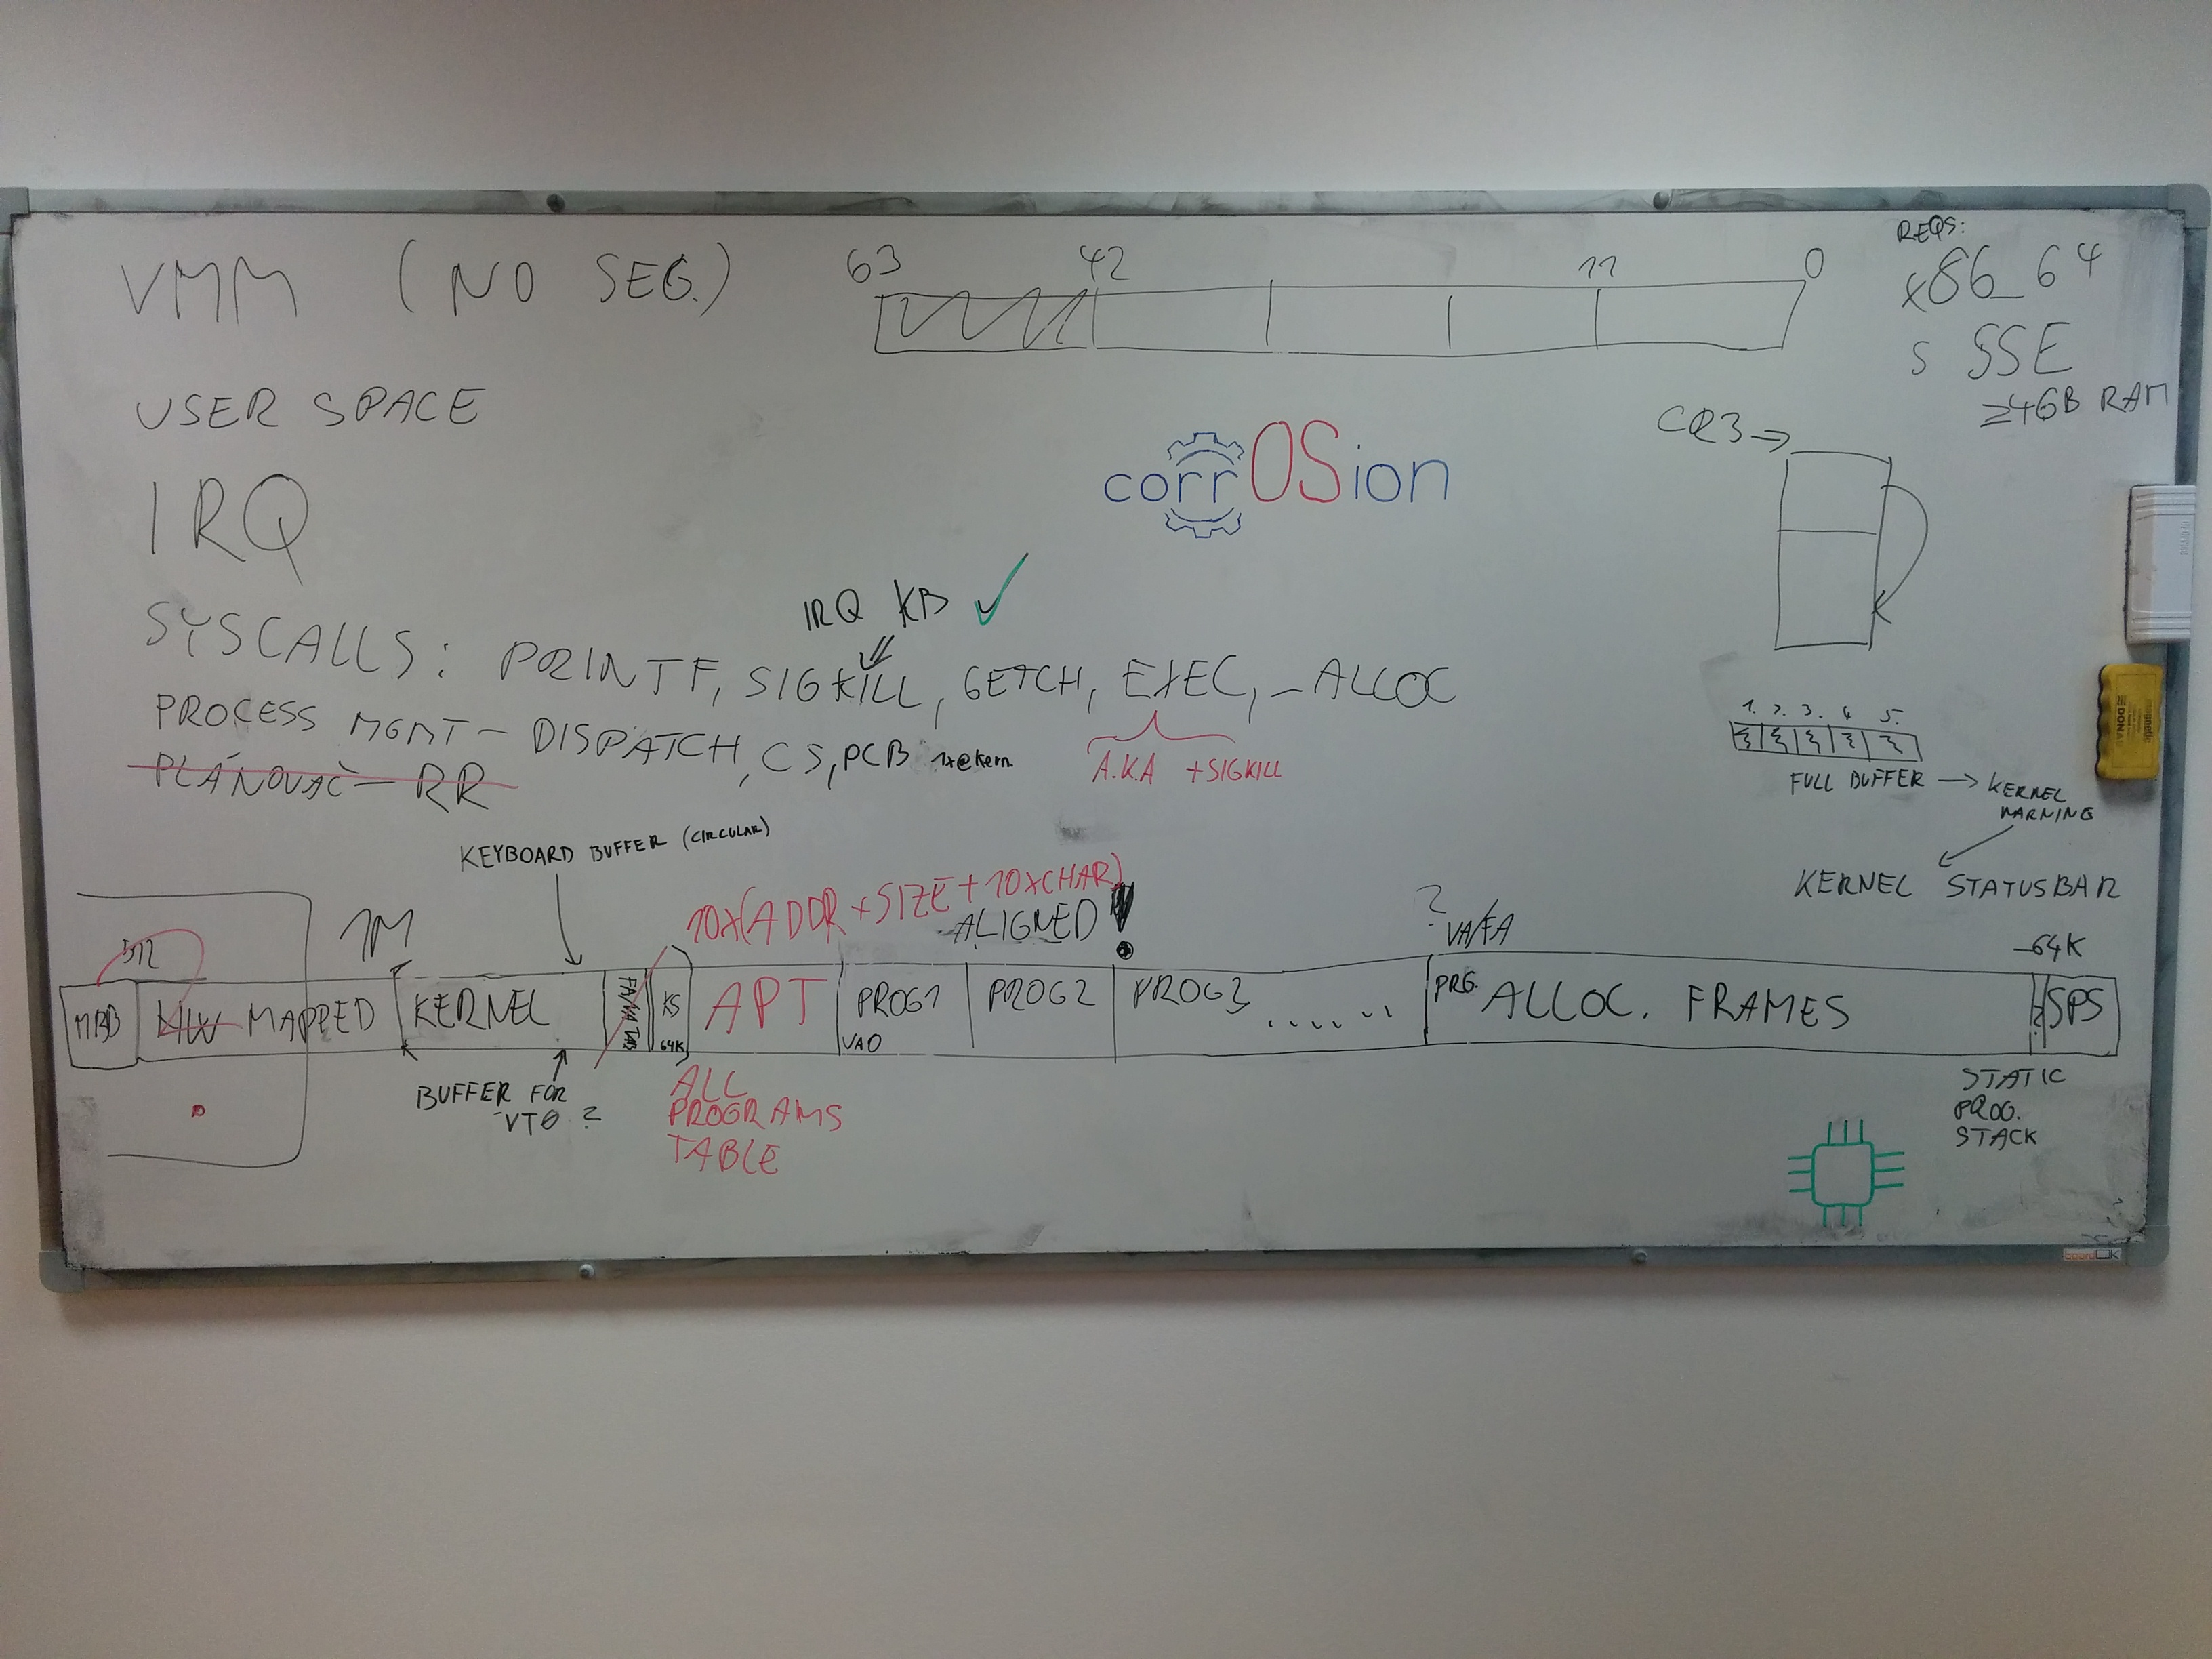 VMM (NO SEG.)
63 42 11 0
REQS:
x86_64
S SSE
≥4GB RAM
USER SPACE
CR3 →
corrOSion
IRQ
IRQ KB ✓
SYSCALLS: PRINTF, SIGKILL, GETCH, EXEC, _ALLOC
A.K.A +SIGKILL
PROCESS MGMT - DISPATCH, CS, PCB 1x@kern.
PLÁNOVAČ - RR
1. 2. 3. 4 5.
FULL BUFFER → KERNEL
WARNING
KERNEL STATUSBAR
KEYBOARD BUFFER (CIRCULAR)
10x(ADDR + SIZE + 10xCHAR)
ALIGNED!
512
1M
?
VA/FA
-64K
HW MAPPED
KERNEL
FA/VA TAB
KS
64K
APT
PROG1
VA0
PROG2
PROG3 ......
PRG. ALLOC. FRAMES
SPS
BUFFER FOR
VT0 ?
ALL
PROGRAMS
TABLE
STATIC
PROG.
STACK
boardOK